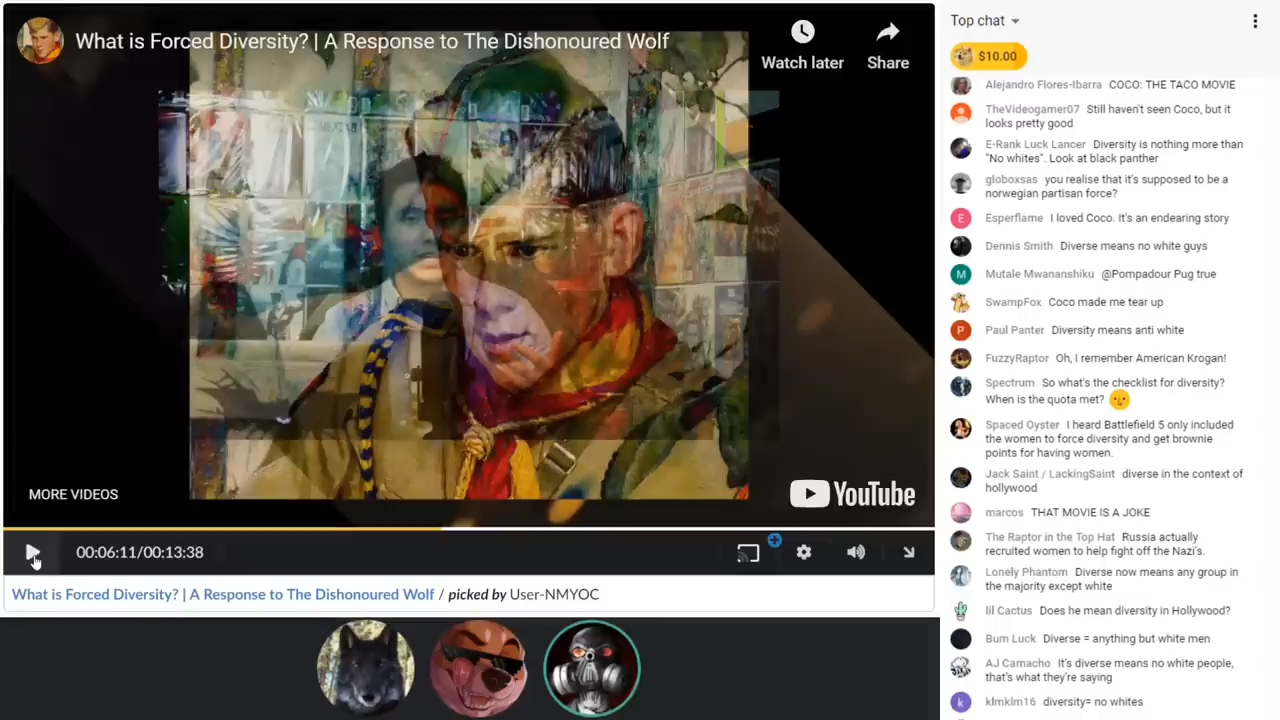 What is Forced Diversity? | A Response to The Dishonoured Wolf
Watch later
Share
MORE VIDEOS
YouTube
00:06:11/00:13:38
What is Forced Diversity? | A Response to The Dishonoured Wolf / picked by User-NMYOC
Top chat
$10.00
Alejandro Flores-Ibarra COCO: THE TACO MOVIE
TheVideogamer07 Still haven't seen Coco, but it
looks pretty good
E-Rank Luck Lancer Diversity is nothing more than
"No whites". Look at black panther
globoxsas you realise that it's supposed to be a
norwegian partisan force?
E
Esperflame I loved Coco. It's an endearing story
Dennis Smith Diverse means no white guys
M
Mutale Mwananshiku @Pompadour Pug true
SwampFox Coco made me tear up
P
Paul Panter Diversity means anti white
FuzzyRaptor Oh, I remember American Krogan!
Spectrum So what's the checklist for diversity?
When is the quota met?
Spaced Oyster I heard Battlefield 5 only included
the women to force diversity and get brownie
points for having women.
Jack Saint / LackingSaint diverse in the context of
hollywood
marcos THAT MOVIE IS A JOKE
The Raptor in the Top Hat Russia actually
recruited women to help fight off the Nazi's.
Lonely Phantom Diverse now means any group in
the majority except white
lil Cactus Does he mean diversity in Hollywood?
Bum Luck Diverse = anything but white men
AJ Camacho It's diverse means no white people,
that's what they're saying
k
klmklm16 diversity= no whites